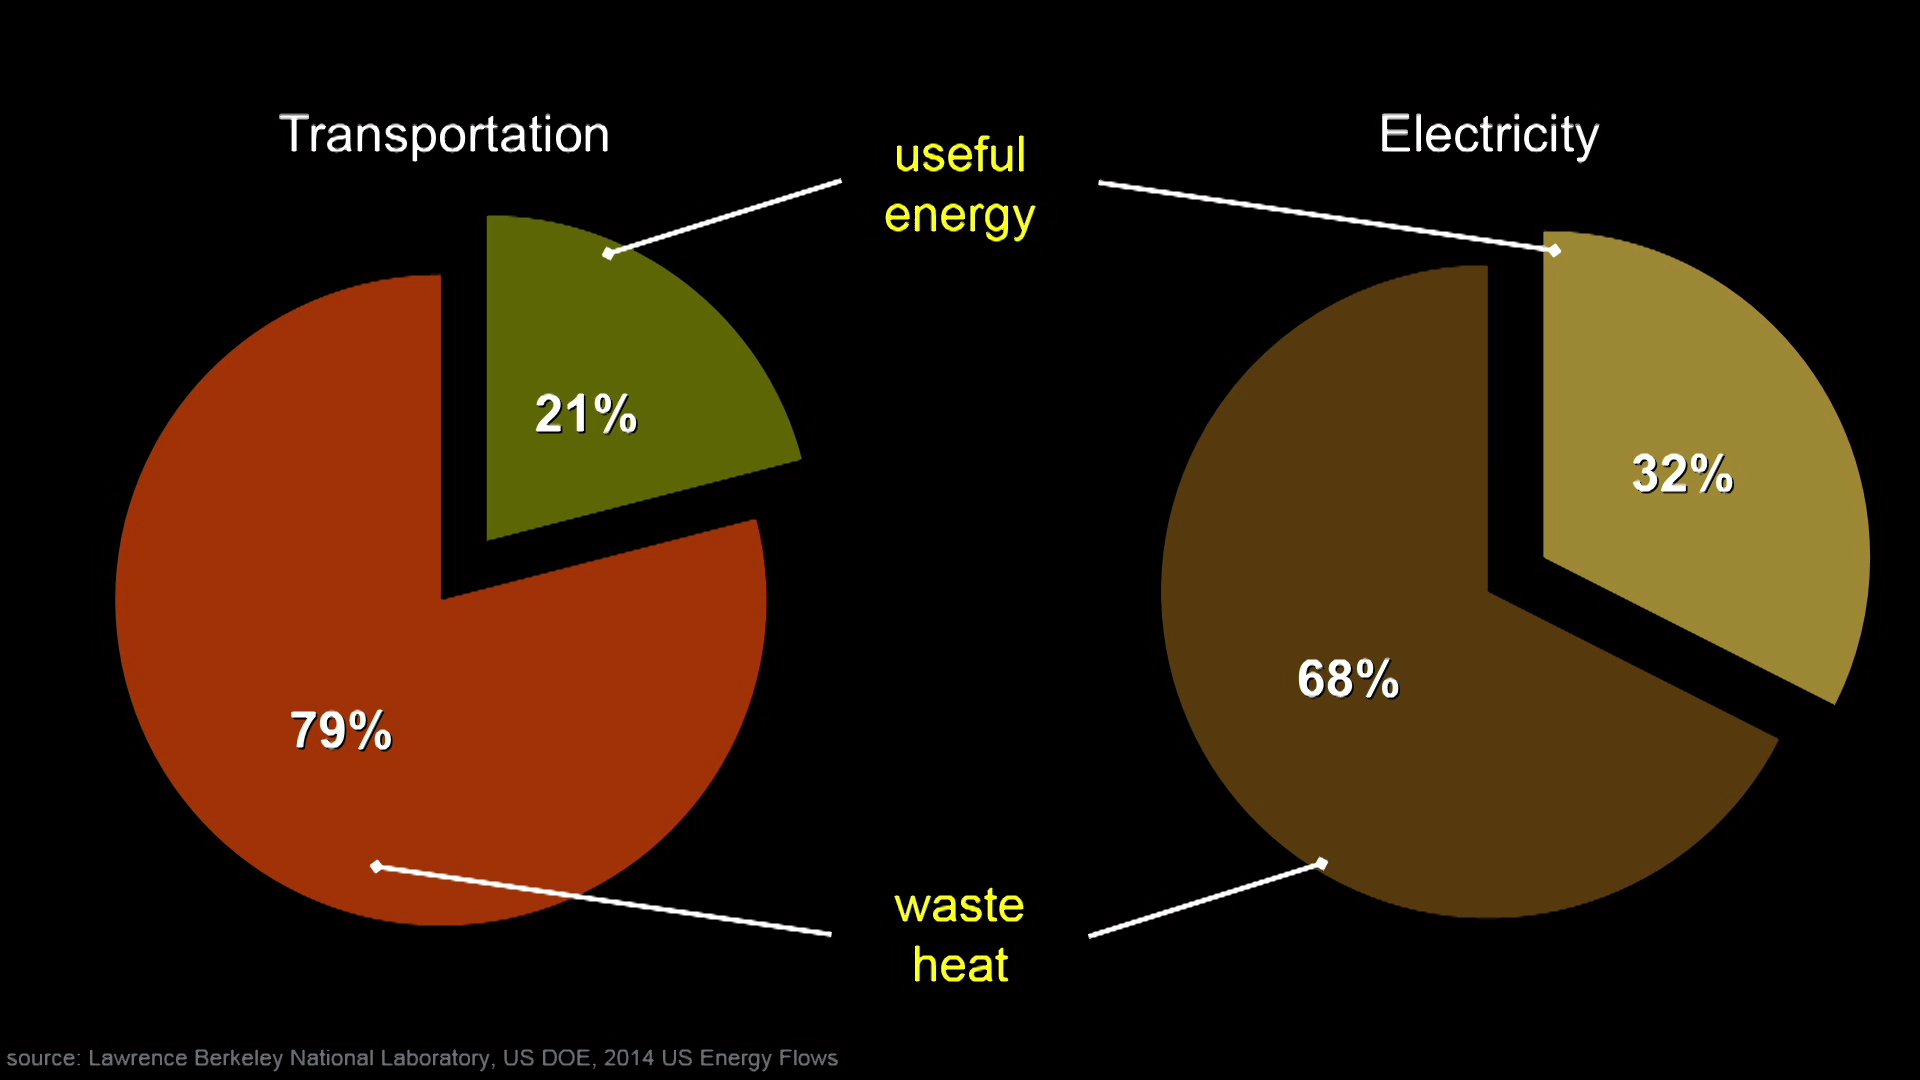 Transportation
Electricity
useful
energy
21%
32%
79%
68%
waste
heat
source: Lawrence Berkeley National Laboratory, US DOE, 2014 US Energy Flows